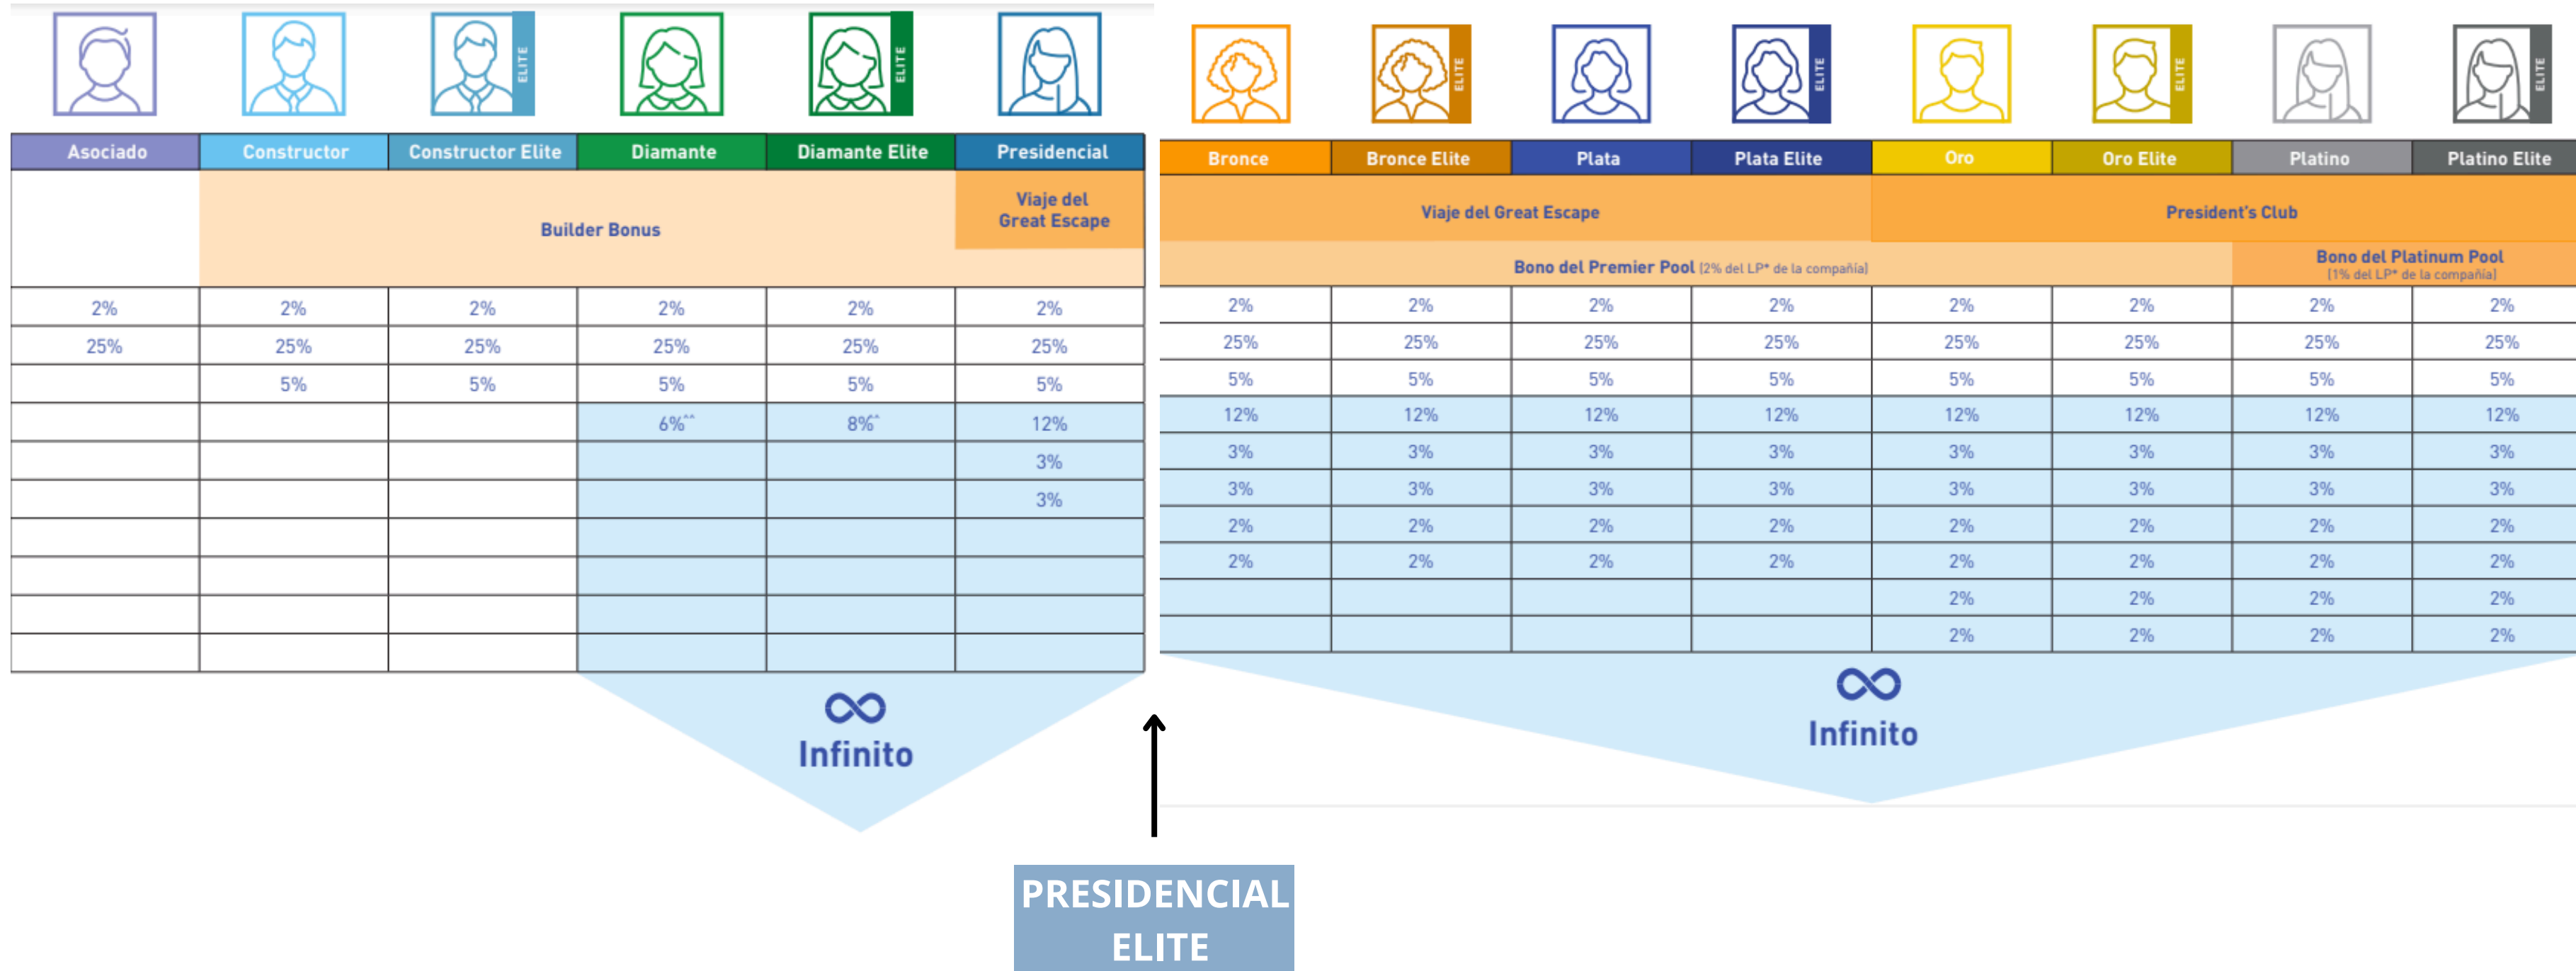 ELITE ELITE ELITE ELITE ELITE ELITE
Asociado Constructor Constructor Elite Diamante Diamante Elite Presidencial Bronce Bronce Elite Plata Plata Elite Oro Oro Elite Platino Platino Elite
Viaje del
Great Escape
Builder Bonus
Viaje del Great Escape President's Club
Bono del Premier Pool (2% del LP* de la compañía)
Bono del Platinum Pool
(1% del LP* de la compañía)
2% 2% 2% 2% 2% 2% 2% 2% 2% 2% 2% 2% 2% 2%
25% 25% 25% 25% 25% 25% 25% 25% 25% 25% 25% 25% 25% 25%
5% 5% 5% 5% 5% 5% 5% 5% 5% 5% 5% 5% 5%
6%^^ 8%^ 12% 12% 12% 12% 12% 12% 12% 12% 12%
3% 3% 3% 3% 3% 3% 3% 3% 3%
3% 3% 3% 3% 3% 3% 3% 3% 3%
2% 2% 2% 2% 2% 2% 2% 2%
2% 2% 2% 2% 2% 2% 2% 2%
2% 2% 2% 2%
2% 2% 2% 2%
∞ ∞
Infinito Infinito
PRESIDENCIAL
ELITE